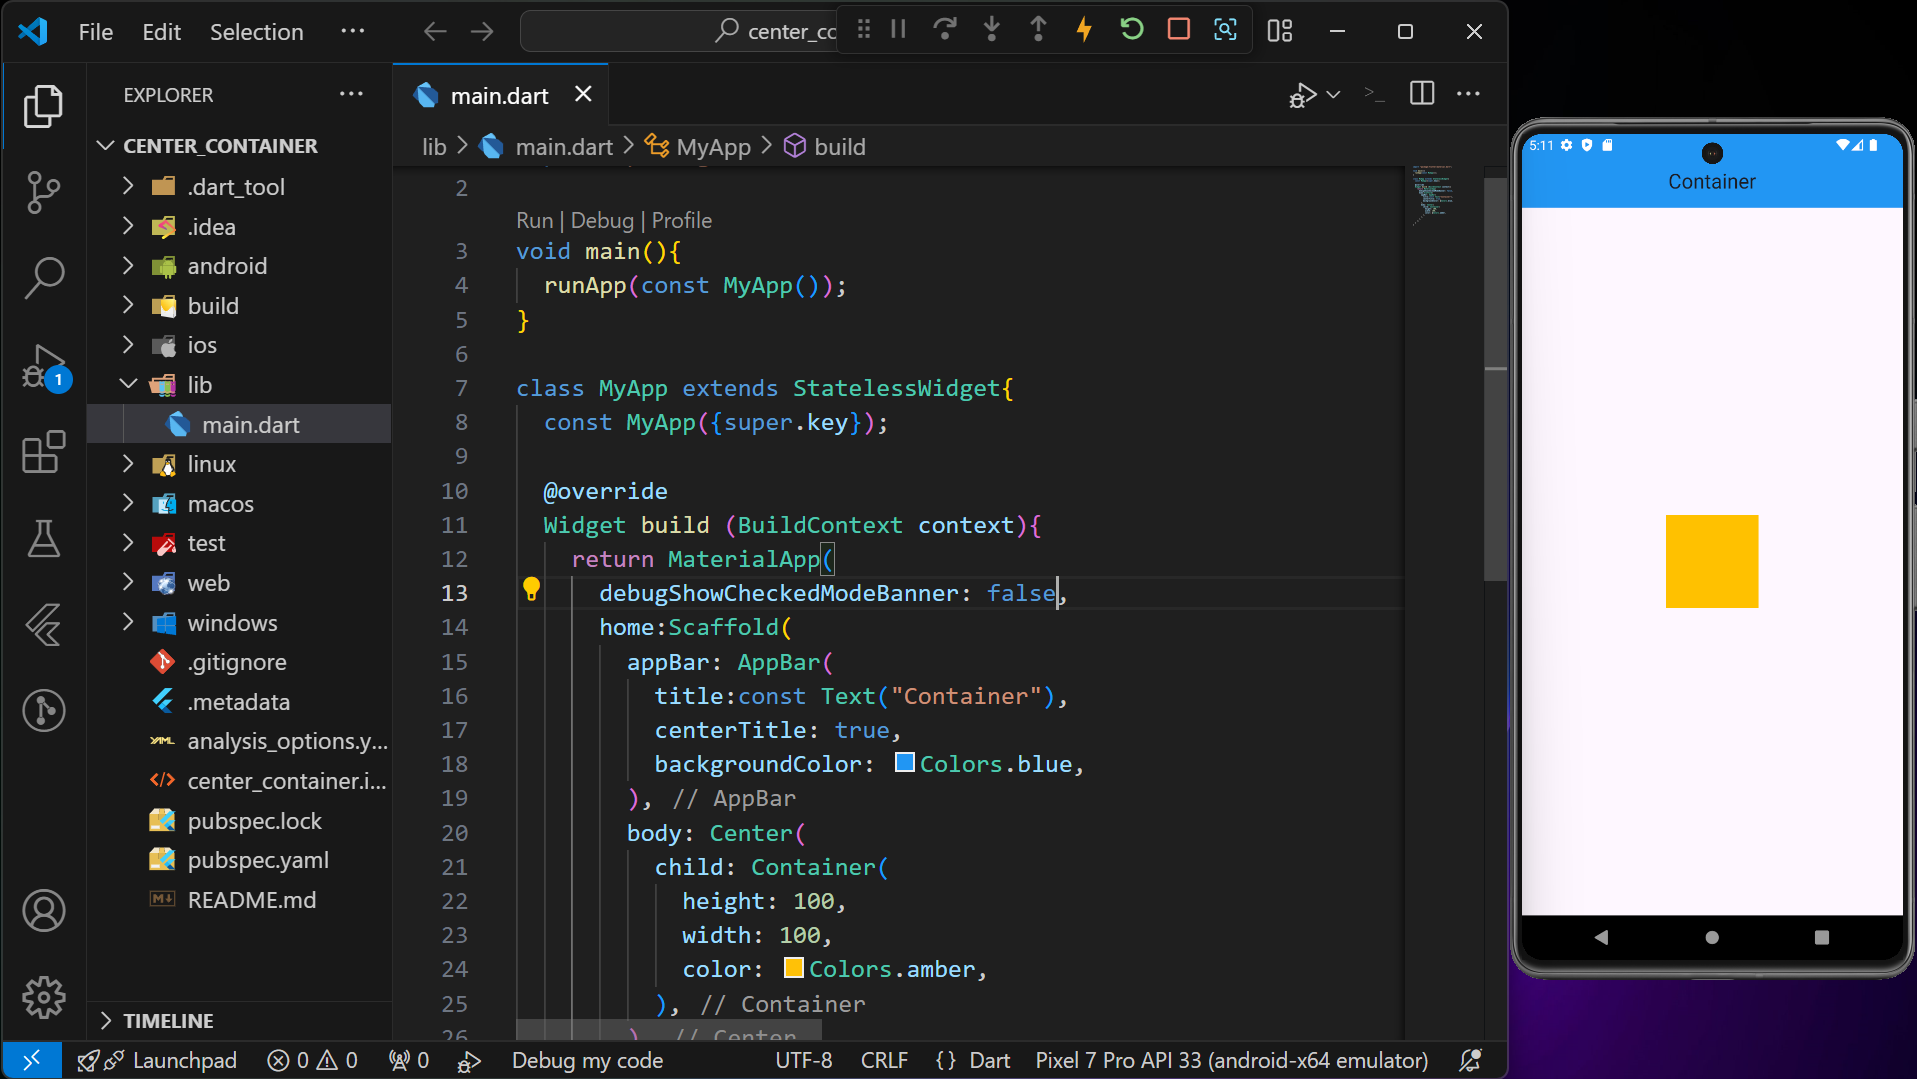 File Edit Selection ···
center_cc
EXPLORER
main.dart
lib > main.dart > MyApp > build
CENTER_CONTAINER
.dart_tool
.idea
android
build
ios
lib
main.dart
linux
macos
test
web
windows
.gitignore
.metadata
analysis_options.y...
center_container.i...
pubspec.lock
pubspec.yaml
README.md
TIMELINE
1
2
Run | Debug | Profile
3 void main(){
4 runApp(const MyApp());
5 }
6
7 class MyApp extends StatelessWidget{
8 const MyApp({super.key});
9
10 @override
11 Widget build (BuildContext context){
12 return MaterialApp(
13 debugShowCheckedModeBanner: false,
14 home:Scaffold(
15 appBar: AppBar(
16 title:const Text("Container"),
17 centerTitle: true,
18 backgroundColor: Colors.blue,
19 ), // AppBar
20 body: Center(
21 child: Container(
22 height: 100,
23 width: 100,
24 color: Colors.amber,
25 ), // Container
26 ) // Center
Launchpad 0 0 0 Debug my code UTF-8 CRLF {} Dart Pixel 7 Pro API 33 (android-x64 emulator)
5:11
Container